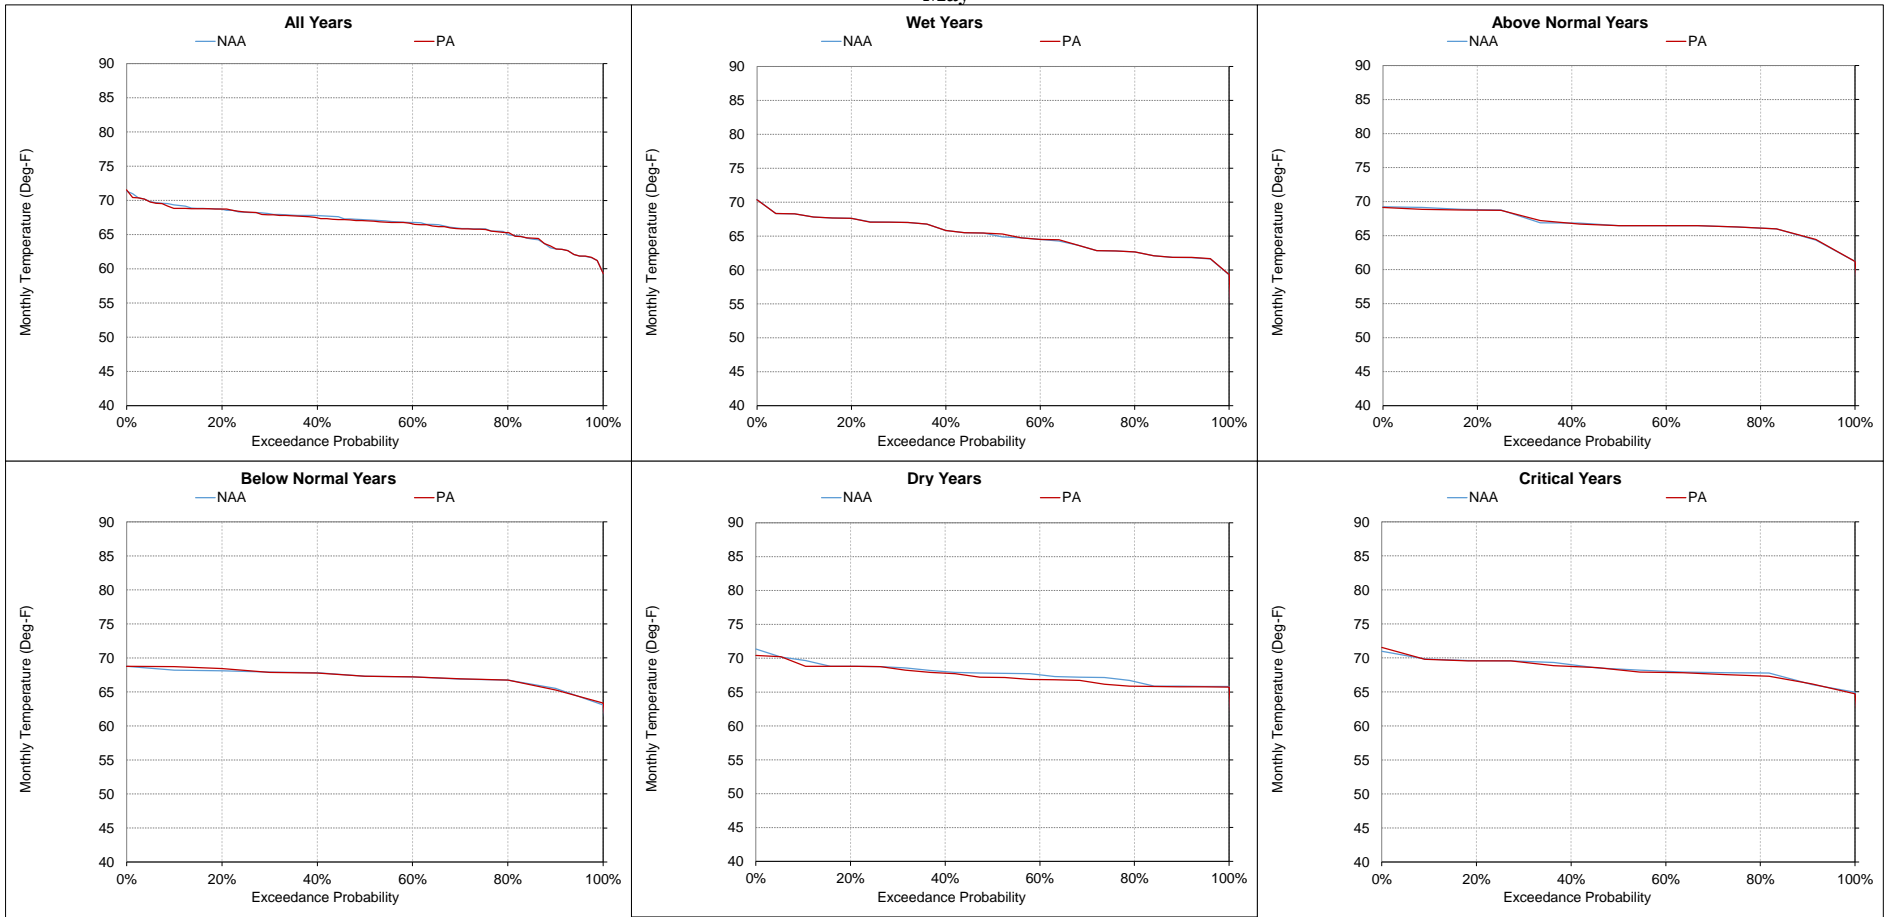 All Years
NAA PA
90
85
80
75
70
65
60
55
50
45
40
Monthly Temperature (Deg-F)
0% 20% 40% 60% 80% 100%
Exceedance Probability
Wet Years
NAA PA
90
85
80
75
70
65
60
55
50
45
40
Monthly Temperature (Deg-F)
0% 20% 40% 60% 80% 100%
Exceedance Probability
Above Normal Years
NAA PA
90
85
80
75
70
65
60
55
50
45
40
Monthly Temperature (Deg-F)
0% 20% 40% 60% 80% 100%
Exceedance Probability
Below Normal Years
NAA PA
90
85
80
75
70
65
60
55
50
45
40
Monthly Temperature (Deg-F)
0% 20% 40% 60% 80% 100%
Exceedance Probability
Dry Years
NAA PA
90
85
80
75
70
65
60
55
50
45
40
Monthly Temperature (Deg-F)
0% 20% 40% 60% 80% 100%
Exceedance Probability
Critical Years
NAA PA
90
85
80
75
70
65
60
55
50
45
40
Monthly Temperature (Deg-F)
0% 20% 40% 60% 80% 100%
Exceedance Probability